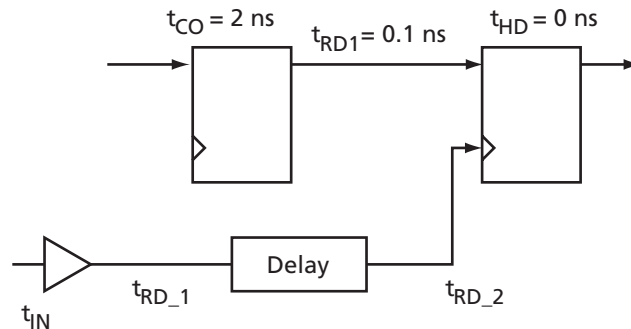 t_CO = 2 ns
t_RD1 = 0.1 ns
t_HD = 0 ns
Delay
t_IN
t_RD_1
t_RD_2